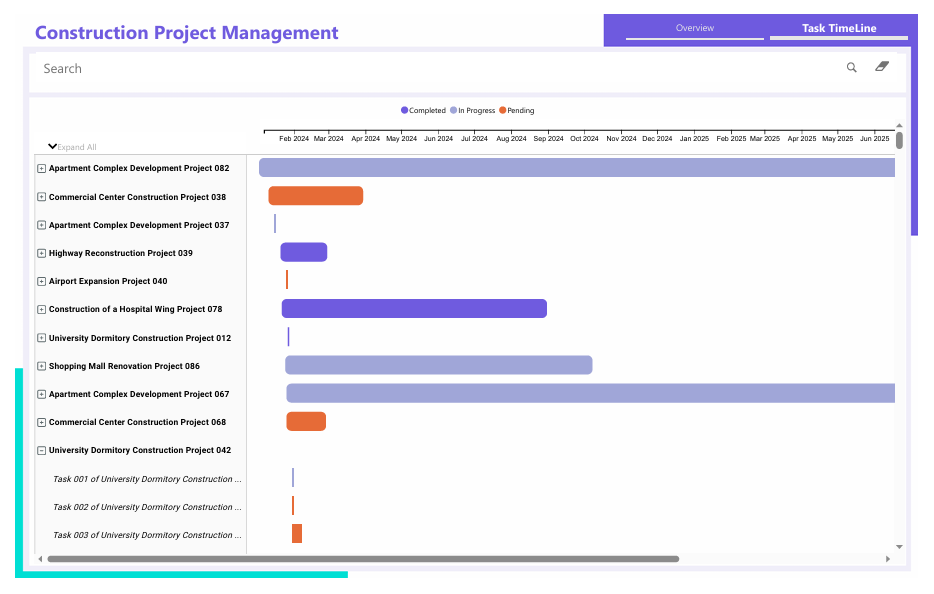 Construction Project Management
Overview
Task TimeLine
Search
Completed In Progress Pending
Feb 2024 Mar 2024 Apr 2024 May 2024 Jun 2024 Jul 2024 Aug 2024 Sep 2024 Oct 2024 Nov 2024 Dec 2024 Jan 2025 Feb 2025 Mar 2025 Apr 2025 May 2025 Jun 2025
Expand All
Apartment Complex Development Project 082
Commercial Center Construction Project 038
Apartment Complex Development Project 037
Highway Reconstruction Project 039
Airport Expansion Project 040
Construction of a Hospital Wing Project 078
University Dormitory Construction Project 012
Shopping Mall Renovation Project 086
Apartment Complex Development Project 067
Commercial Center Construction Project 068
University Dormitory Construction Project 042
Task 001 of University Dormitory Construction ...
Task 002 of University Dormitory Construction ...
Task 003 of University Dormitory Construction ...